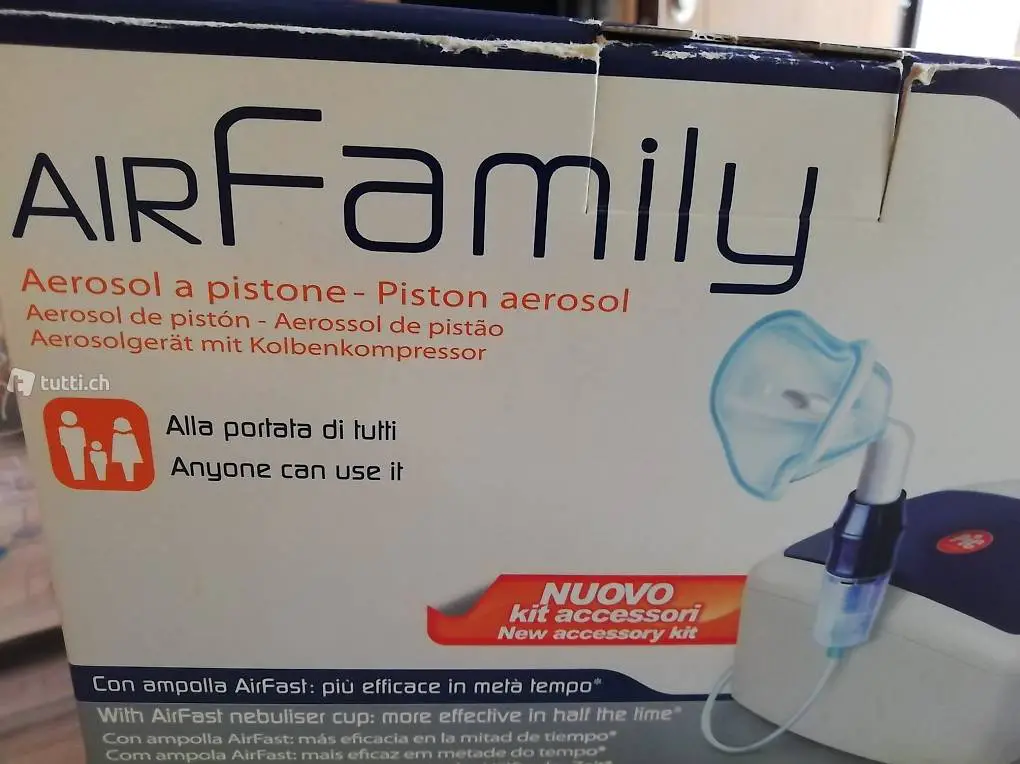 AIRFamily
Aerosol a pistone - Piston aerosol
Aerosol de pistón - Aerossol de pistão
Aerosolgerät mit Kolbenkompressor
tutti.ch
Alla portata di tutti
Anyone can use it
pic
NUOVO
kit accessori
New accessory kit
Con ampolla AirFast: più efficace in metà tempo*
With AirFast nebuliser cup: more effective in half the time*
Con ampolla AirFast: más eficacia en la mitad de tiempo*
Com ampola AirFast: mais eficaz em metade do tempo*